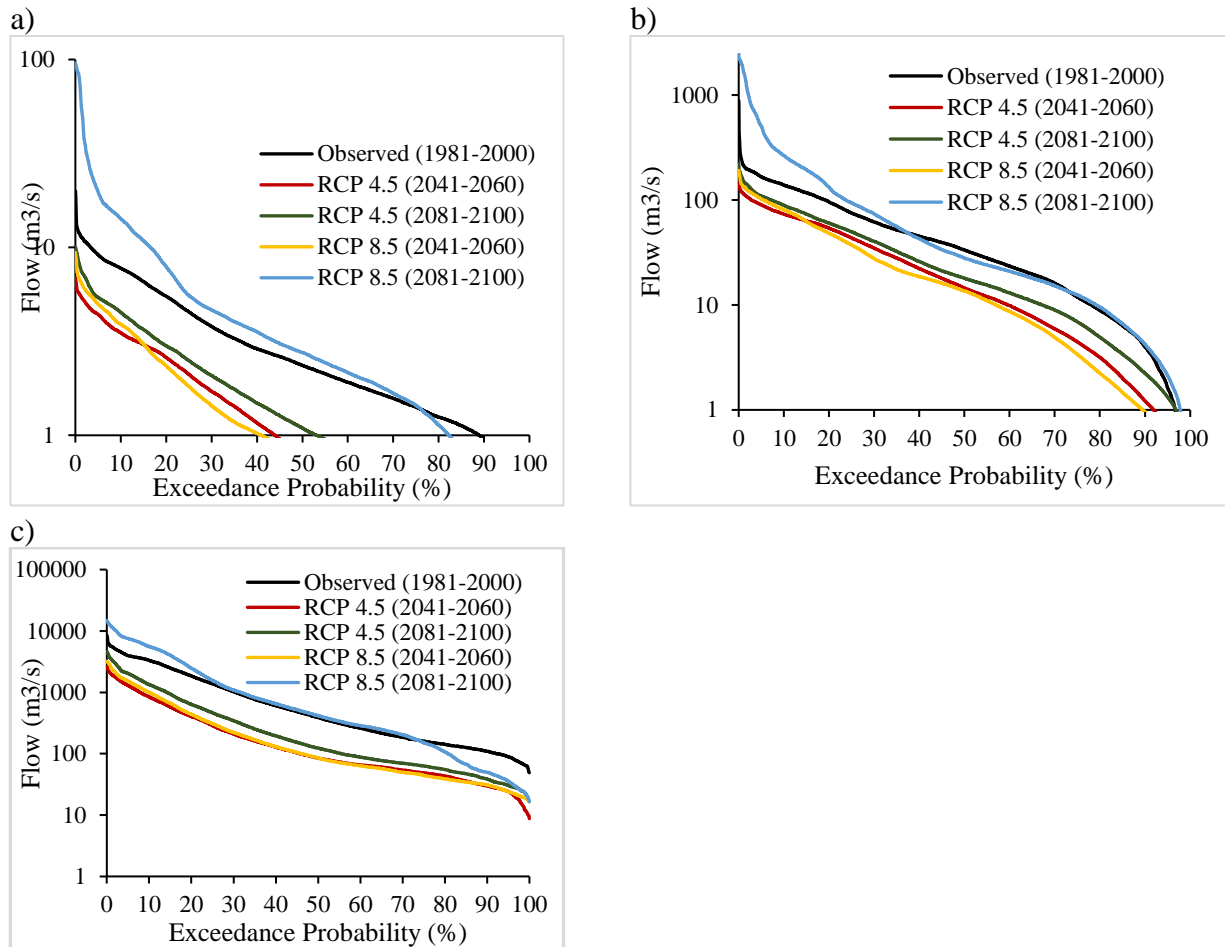 a)
100
10
1
Flow (m3/s)
Observed (1981-2000)
RCP 4.5 (2041-2060)
RCP 4.5 (2081-2100)
RCP 8.5 (2041-2060)
RCP 8.5 (2081-2100)
0 10 20 30 40 50 60 70 80 90 100
Exceedance Probability (%)
b)
1000
100
10
1
Flow (m3/s)
Observed (1981-2000)
RCP 4.5 (2041-2060)
RCP 4.5 (2081-2100)
RCP 8.5 (2041-2060)
RCP 8.5 (2081-2100)
0 10 20 30 40 50 60 70 80 90 100
Exceedance Probability (%)
c)
100000
10000
1000
100
10
1
Flow (m3/s)
Observed (1981-2000)
RCP 4.5 (2041-2060)
RCP 4.5 (2081-2100)
RCP 8.5 (2041-2060)
RCP 8.5 (2081-2100)
0 10 20 30 40 50 60 70 80 90 100
Exceedance Probability (%)